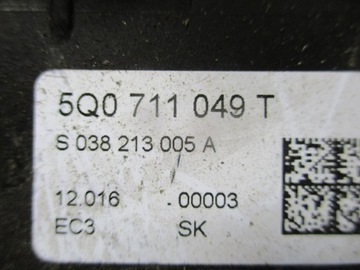 5Q0 711 049 T
S 038 213 005 A
12.016 .00003
EC3 SK